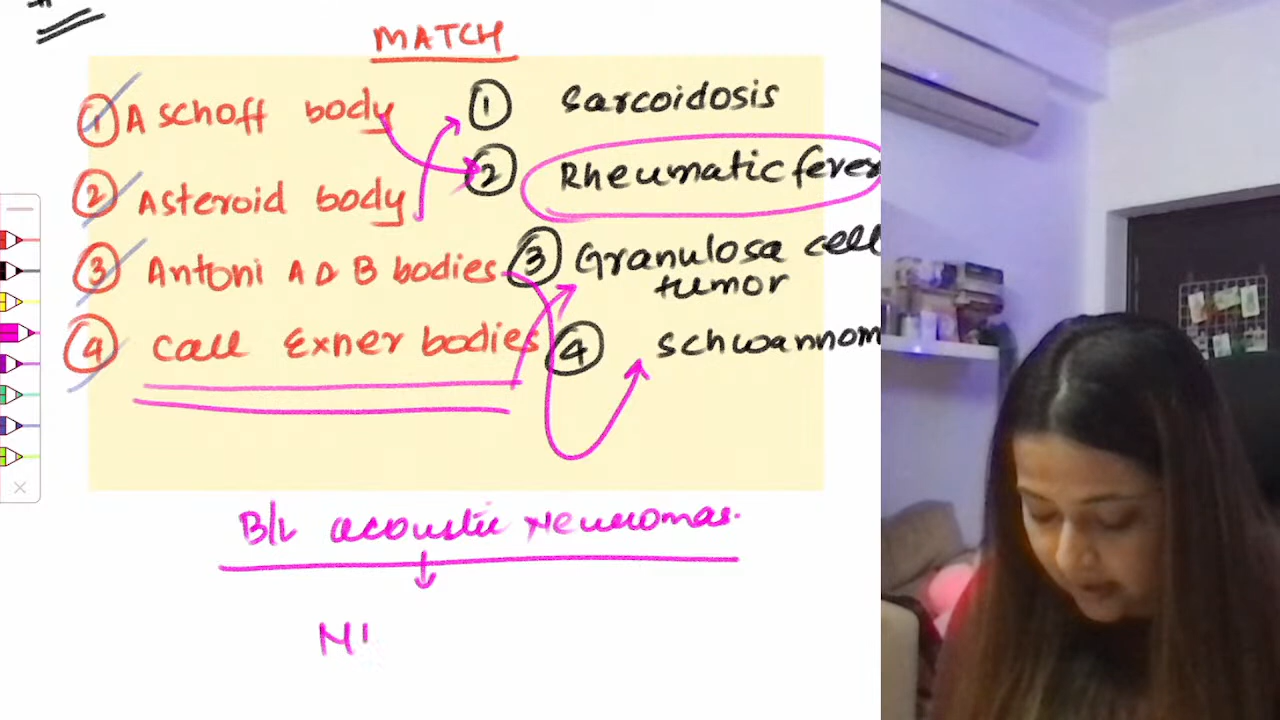 MATCH
① Aschoff body ① Sarcoidosis
② Asteroid body ② Rheumatic fever
③ Antoni A D B bodies ③ Granulosa cell
tumor
④ Call Exner bodies ④ schwannom
B/L acoustic Neuromas.